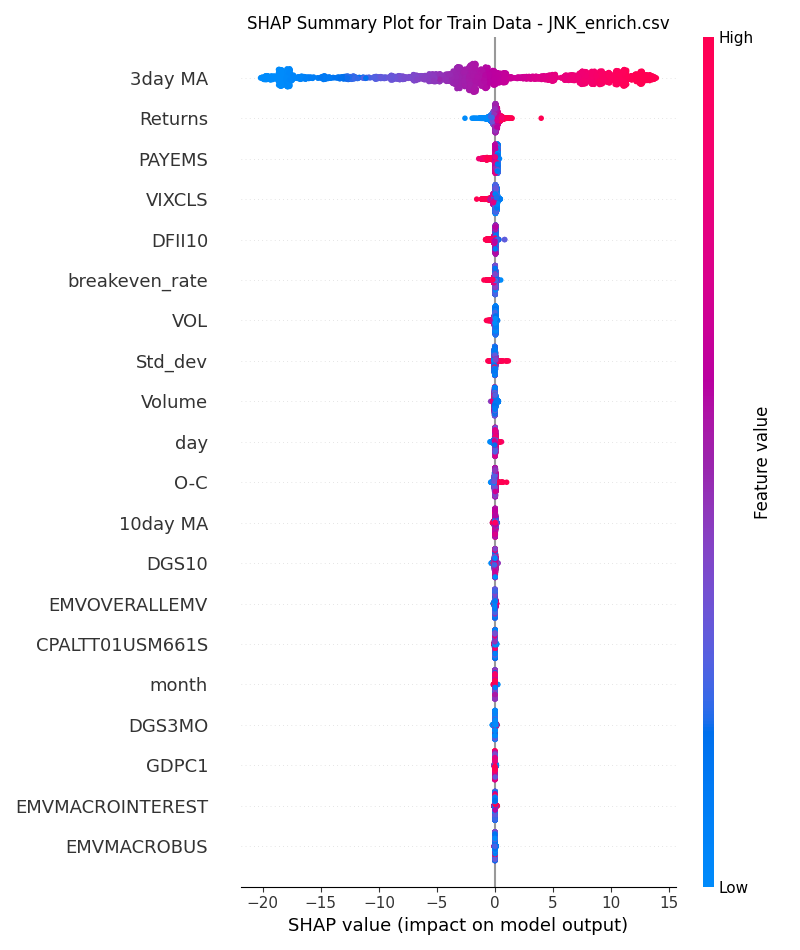 SHAP Summary Plot for Train Data - JNK_enrich.csv
High
3day MA
Returns
PAYEMS
VIXCLS
DFII10
breakeven_rate
VOL
Std_dev
Volume
day
O-C
10day MA
DGS10
EMVOVERALLEMV
CPALTT01USM661S
month
DGS3MO
GDPC1
EMVMACROINTEREST
EMVMACROBUS
Feature value
Low
−20 −15 −10 −5 0 5 10 15
SHAP value (impact on model output)